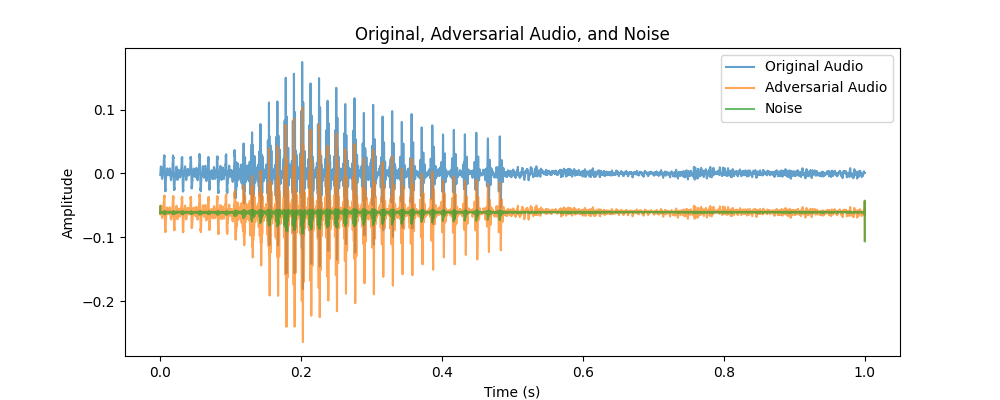 Original, Adversarial Audio, and Noise
Original Audio
Adversarial Audio
Noise
Amplitude
0.1
0.0
−0.1
−0.2
0.0 0.2 0.4 0.6 0.8 1.0
Time (s)